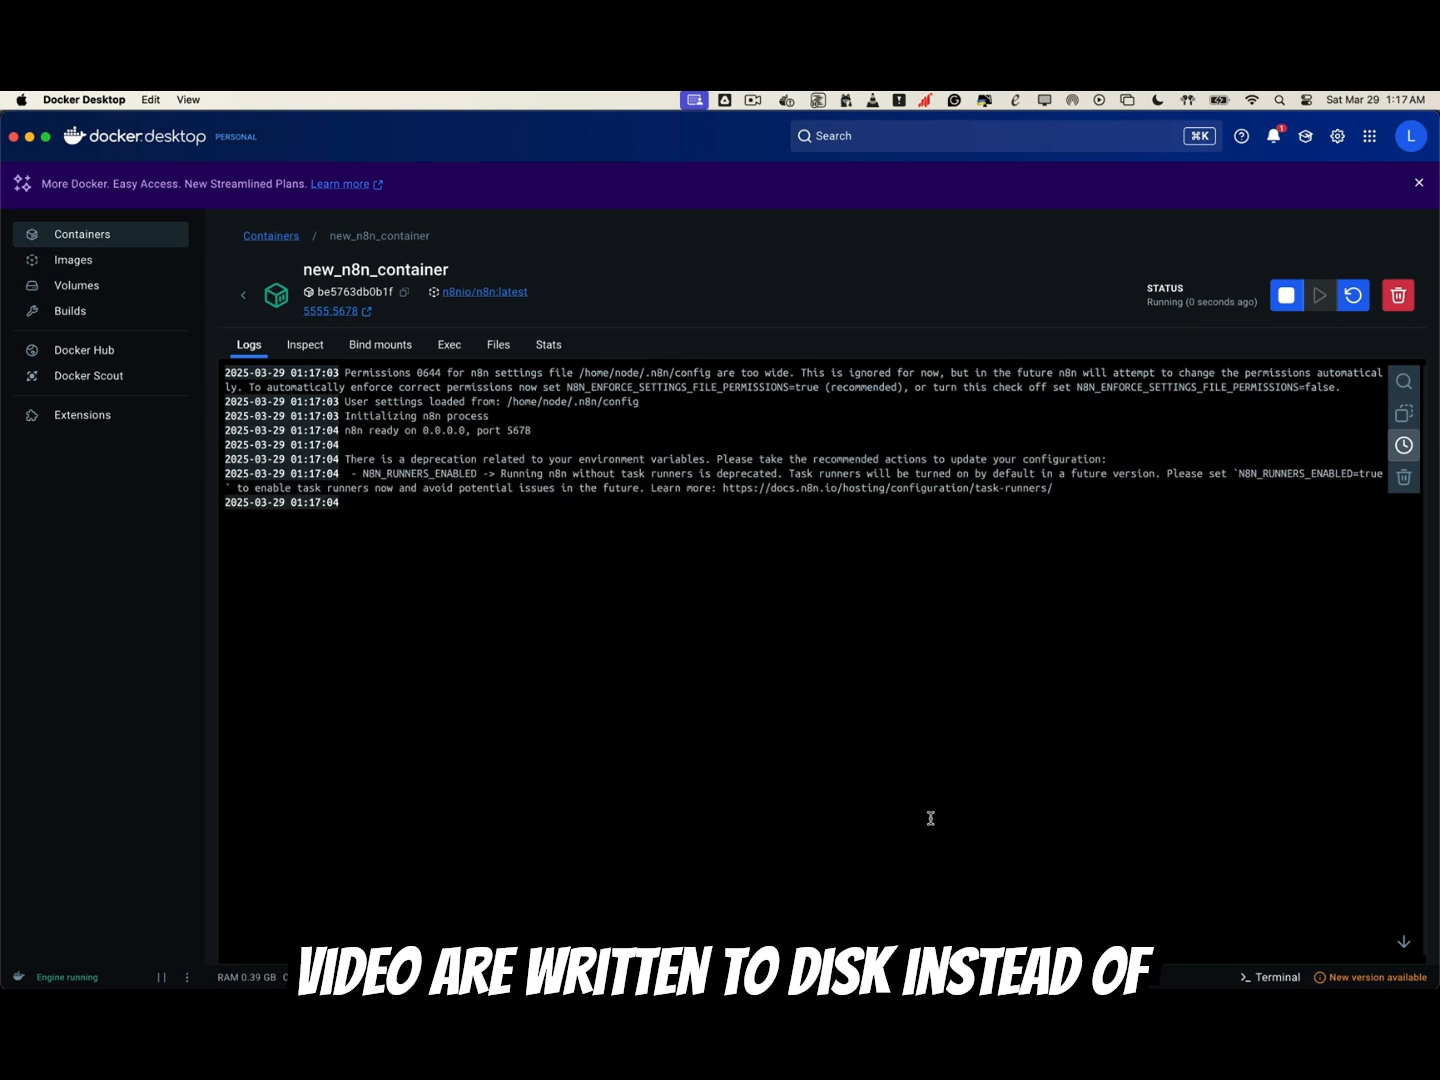 Docker Desktop Edit View Sat Mar 29 1:17 AM
docker.desktop PERSONAL Search ⌘K 1 L
More Docker. Easy Access. New Streamlined Plans. Learn more
Containers
Images
Volumes
Builds
Docker Hub
Docker Scout
Extensions
Containers / new_n8n_container
new_n8n_container
be5763db0b1f n8nio/n8n:latest
5555:5678
STATUS
Running (0 seconds ago)
Logs Inspect Bind mounts Exec Files Stats
2025-03-29 01:17:03 Permissions 0644 for n8n settings file /home/node/.n8n/config are too wide. This is ignored for now, but in the future n8n will attempt to change the permissions automatical
ly. To automatically enforce correct permissions now set N8N_ENFORCE_SETTINGS_FILE_PERMISSIONS=true (recommended), or turn this check off set N8N_ENFORCE_SETTINGS_FILE_PERMISSIONS=false.
2025-03-29 01:17:03 User settings loaded from: /home/node/.n8n/config
2025-03-29 01:17:03 Initializing n8n process
2025-03-29 01:17:04 n8n ready on 0.0.0.0, port 5678
2025-03-29 01:17:04
2025-03-29 01:17:04 There is a deprecation related to your environment variables. Please take the recommended actions to update your configuration:
2025-03-29 01:17:04 - N8N_RUNNERS_ENABLED -> Running n8n without task runners is deprecated. Task runners will be turned on by default in a future version. Please set `N8N_RUNNERS_ENABLED=true
` to enable task runners now and avoid potential issues in the future. Learn more: https://docs.n8n.io/hosting/configuration/task-runners/
2025-03-29 01:17:04
Engine running RAM 0.39 GB Terminal New version available
VIDEO ARE WRITTEN TO DISK INSTEAD OF